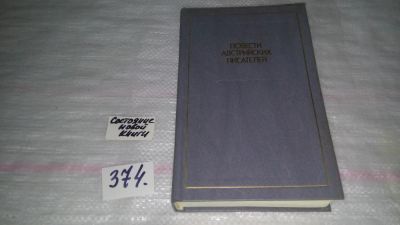 ПОВЕСТИ
АВСТРИЙСКИХ
ПИСАТЕЛЕЙ
Состояние
новой
книги
374.